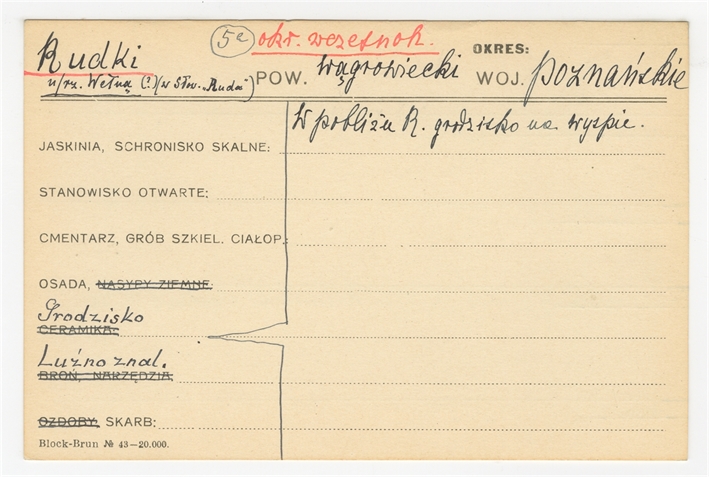 Rudki 5e okr. wczesnok. OKRES:
n/rz. Wełną (?) (w Słow. „Ruda") POW. wągrowiecki WOJ. poznańskie
W pobliżu R. grodzisko na wyspie.
JASKINIA, SCHRONISKO SKALNE:
STANOWISKO OTWARTE:
CMENTARZ, GRÓB SZKIEL. CIAŁOP.:
OSADA, NASYPY ZIEMNE:
Grodzisko
CERAMIKA:
Luźno znal.
BROŃ, NARZĘDZIA:
OZDOBY, SKARB:
Block-Brun № 43—20.000.